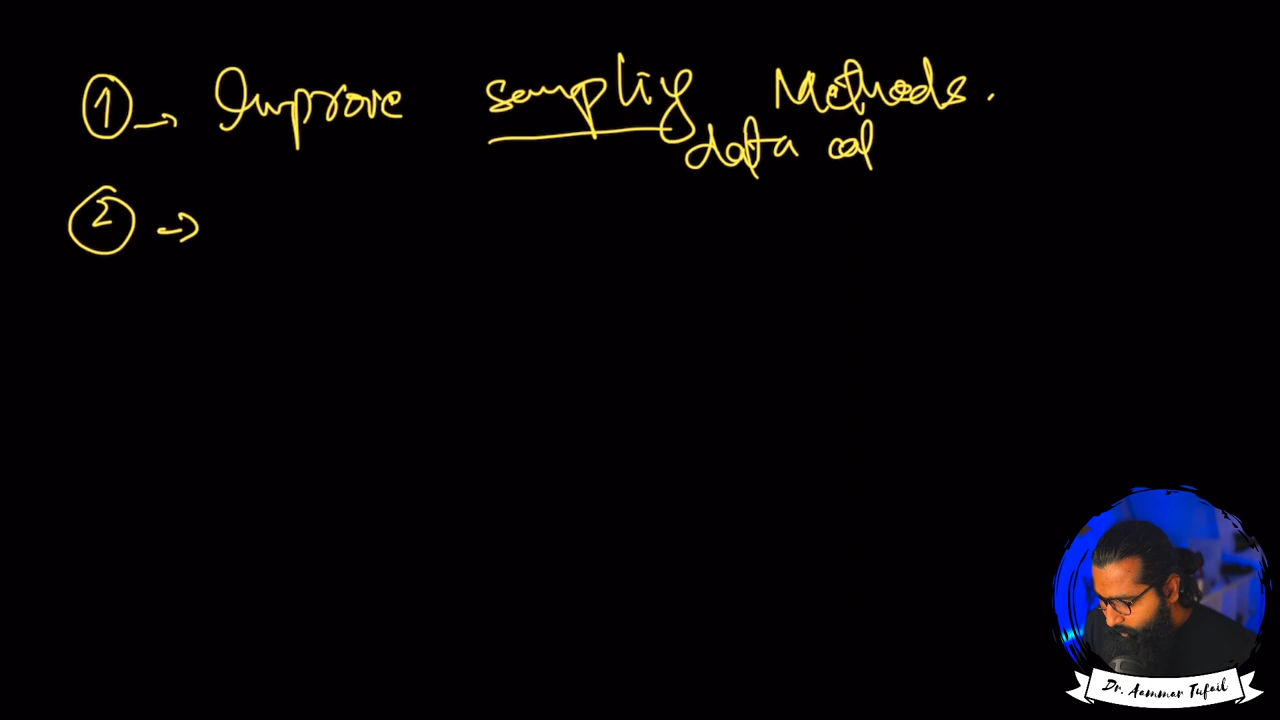 ① → Improve sampling Methods.
data col
② →
Dr. Aammar Tufail